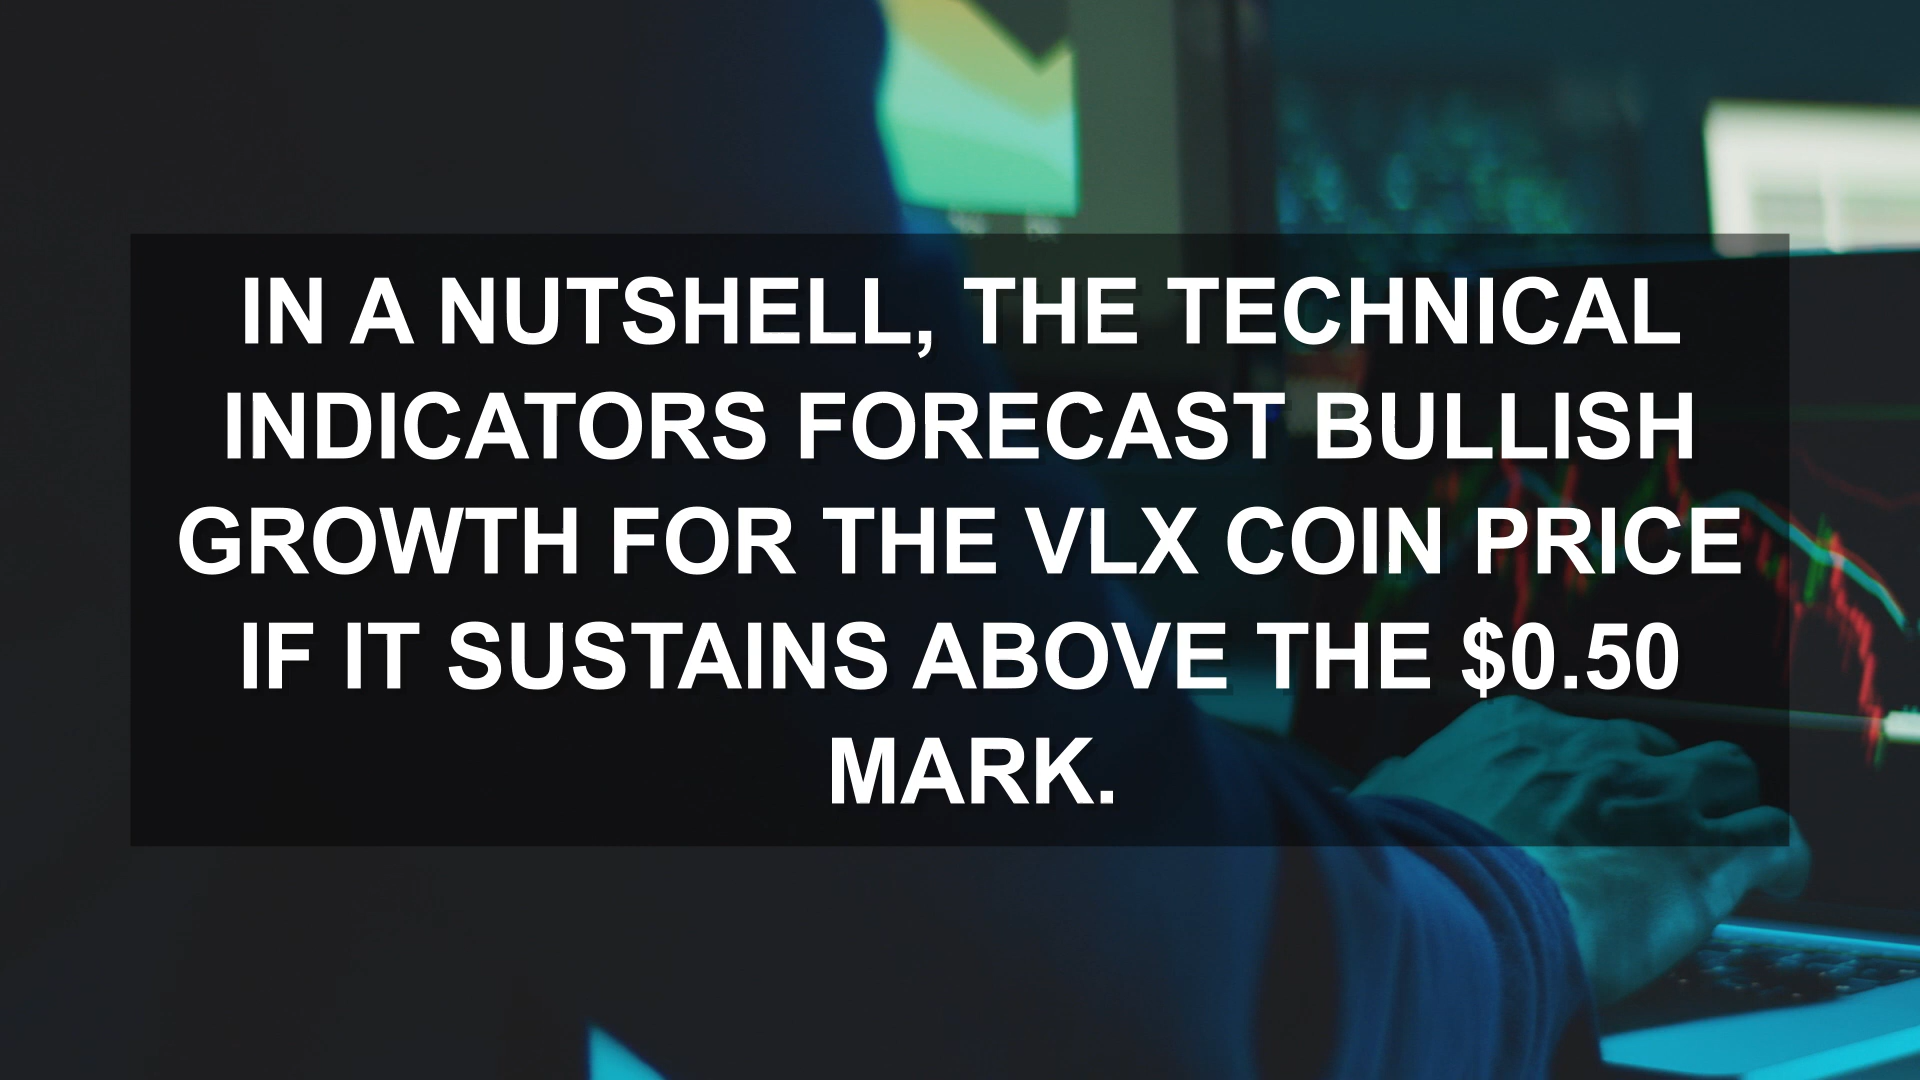 IN A NUTSHELL, THE TECHNICAL
INDICATORS FORECAST BULLISH
GROWTH FOR THE VLX COIN PRICE
IF IT SUSTAINS ABOVE THE $0.50
MARK.